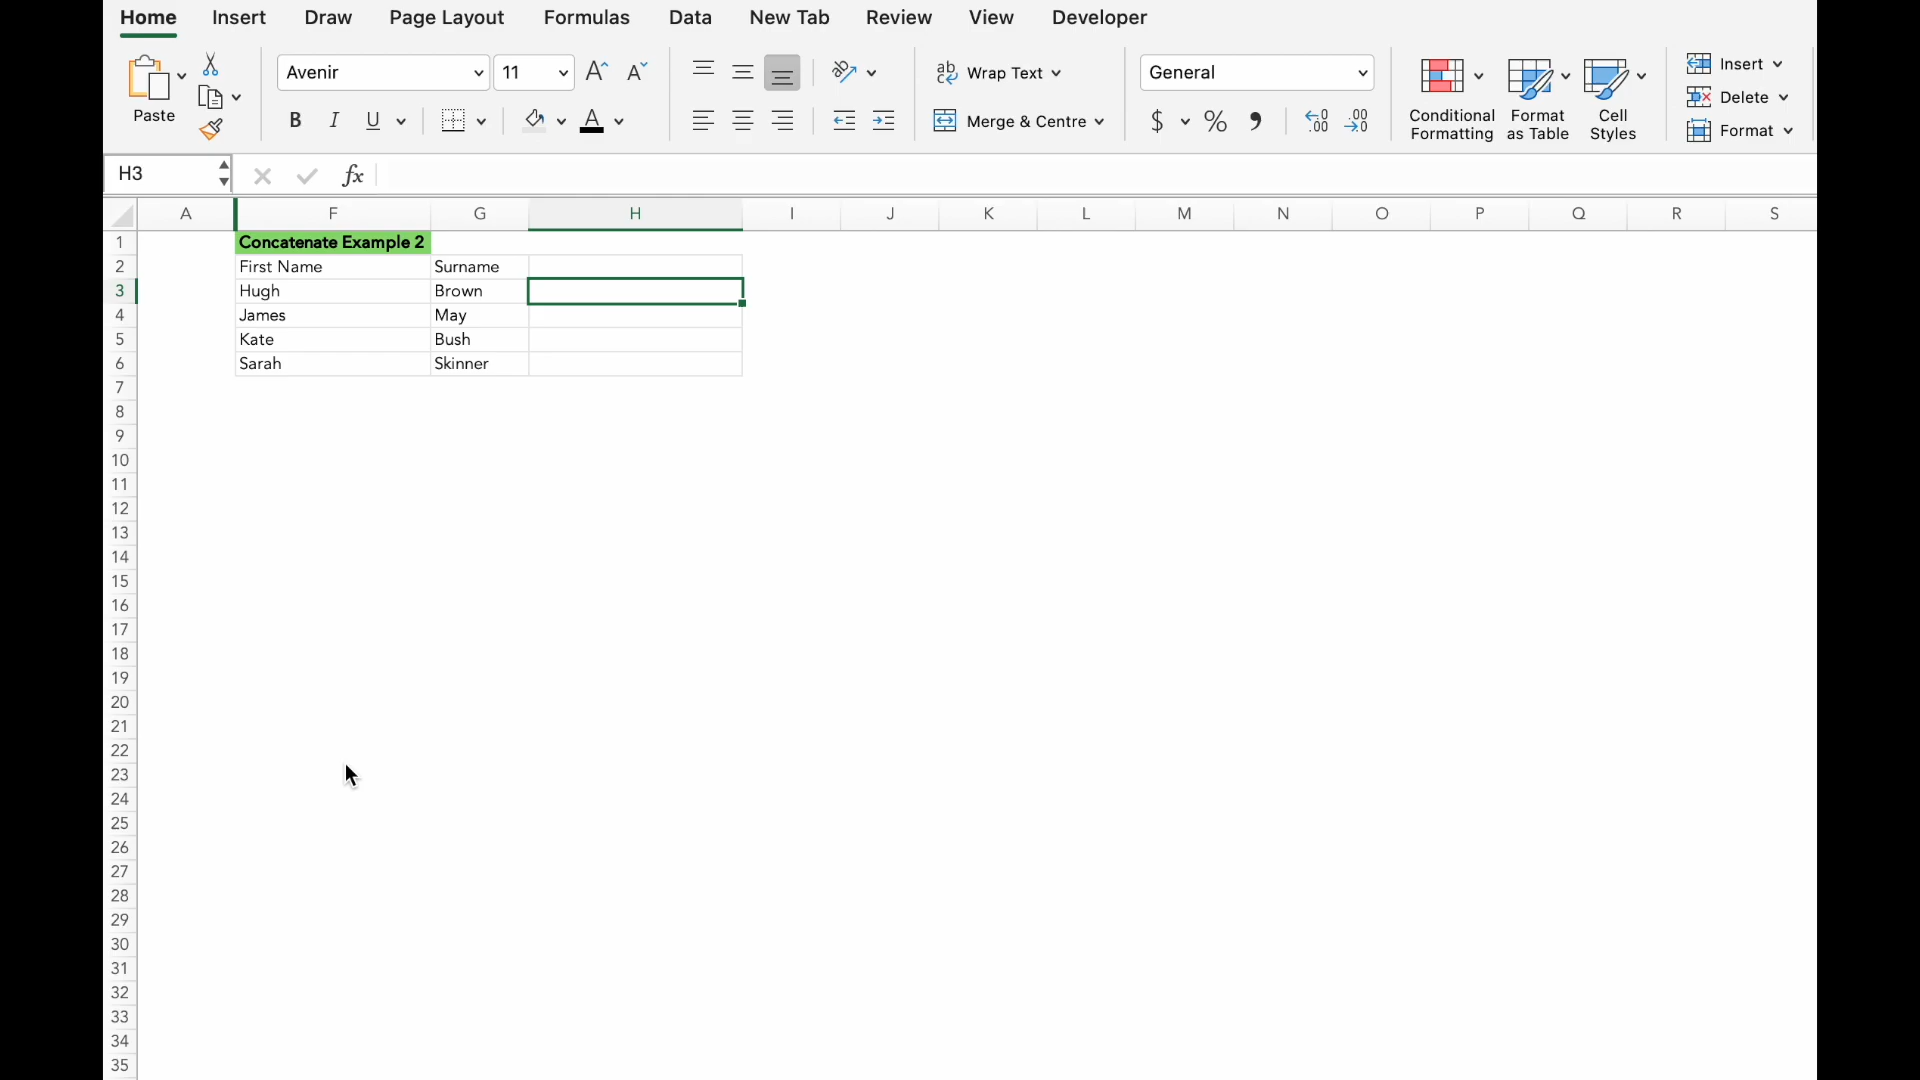 Home Insert Draw Page Layout Formulas Data New Tab Review View Developer
Paste
Avenir 11 A A
B I U A
ab Wrap Text
Merge & Centre
General
$ % , .00 .00
Conditional Formatting
Format as Table
Cell Styles
Insert
Delete
Format
H3 fx
A F G H I J K L M N O P Q R S
1 Concatenate Example 2
2 First Name Surname
3 Hugh Brown
4 James May
5 Kate Bush
6 Sarah Skinner
7
8
9
10
11
12
13
14
15
16
17
18
19
20
21
22
23
24
25
26
27
28
29
30
31
32
33
34
35